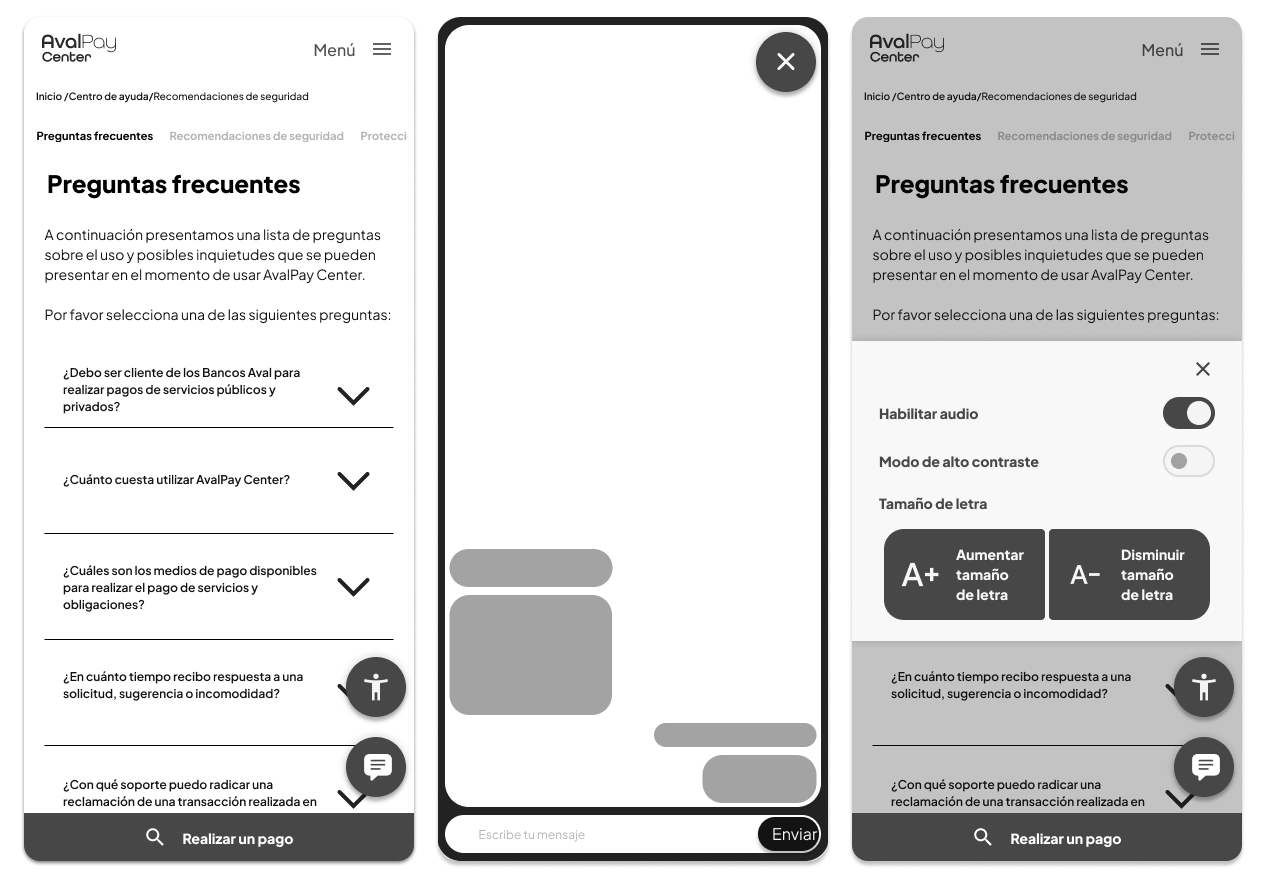 AvalPay
Center
Menú
Inicio /Centro de ayuda/Recomendaciones de seguridad
Preguntas frecuentes Recomendaciones de seguridad Protecci
Preguntas frecuentes
A continuación presentamos una lista de preguntas
sobre el uso y posibles inquietudes que se pueden
presentar en el momento de usar AvalPay Center.
Por favor selecciona una de las siguientes preguntas:
¿Debo ser cliente de los Bancos Aval para
realizar pagos de servicios públicos y
privados?
¿Cuánto cuesta utilizar AvalPay Center?
¿Cuáles son los medios de pago disponibles
para realizar el pago de servicios y
obligaciones?
¿En cuánto tiempo recibo respuesta a una
solicitud, sugerencia o incomodidad?
¿Con qué soporte puedo radicar una
reclamación de una transacción realizada en
Realizar un pago
Escribe tu mensaje
Enviar
AvalPay
Center
Menú
Inicio /Centro de ayuda/Recomendaciones de seguridad
Preguntas frecuentes Recomendaciones de seguridad Protecci
Preguntas frecuentes
A continuación presentamos una lista de preguntas
sobre el uso y posibles inquietudes que se pueden
presentar en el momento de usar AvalPay Center.
Por favor selecciona una de las siguientes preguntas:
Habilitar audio
Modo de alto contraste
Tamaño de letra
A+
Aumentar
tamaño
de letra
A-
Disminuir
tamaño
de letra
¿En cuánto tiempo recibo respuesta a una
solicitud, sugerencia o incomodidad?
¿Con qué soporte puedo radicar una
reclamación de una transacción realizada en
Realizar un pago